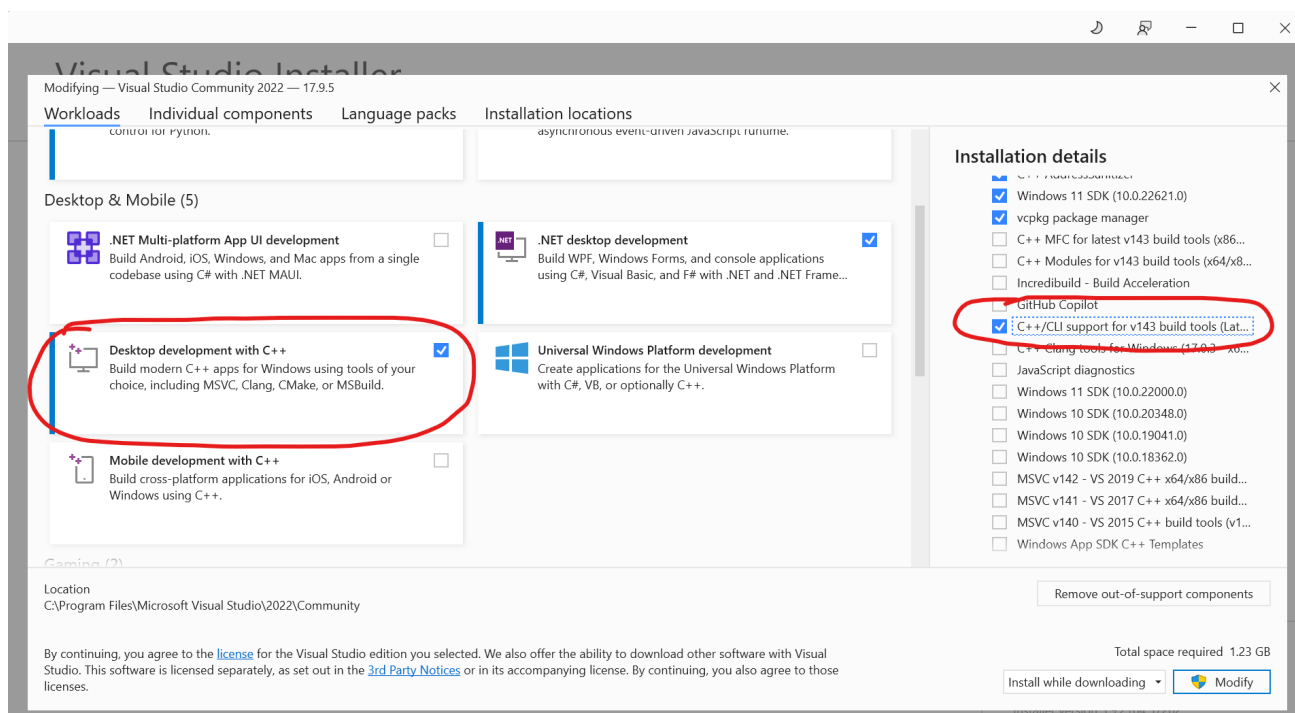 Visual Studio Installer
Modifying — Visual Studio Community 2022 — 17.9.5
Workloads Individual components Language packs Installation locations
control for Python.
asynchronous event-driven JavaScript runtime.
Desktop & Mobile (5)
.NET Multi-platform App UI development
Build Android, iOS, Windows, and Mac apps from a single
codebase using C# with .NET MAUI.
.NET
.NET desktop development
Build WPF, Windows Forms, and console applications
using C#, Visual Basic, and F# with .NET and .NET Frame...
Desktop development with C++
Build modern C++ apps for Windows using tools of your
choice, including MSVC, Clang, CMake, or MSBuild.
Universal Windows Platform development
Create applications for the Universal Windows Platform
with C#, VB, or optionally C++.
Mobile development with C++
Build cross-platform applications for iOS, Android or
Windows using C++.
Gaming (2)
Installation details
C++ AddressSanitizer
Windows 11 SDK (10.0.22621.0)
vcpkg package manager
C++ MFC for latest v143 build tools (x86...
C++ Modules for v143 build tools (x64/x8...
Incredibuild - Build Acceleration
GitHub Copilot
C++/CLI support for v143 build tools (Lat...
C++ Clang tools for Windows (17.0.3 - x6...
JavaScript diagnostics
Windows 11 SDK (10.0.22000.0)
Windows 10 SDK (10.0.20348.0)
Windows 10 SDK (10.0.19041.0)
Windows 10 SDK (10.0.18362.0)
MSVC v142 - VS 2019 C++ x64/x86 build...
MSVC v141 - VS 2017 C++ x64/x86 build...
MSVC v140 - VS 2015 C++ build tools (v1...
Windows App SDK C++ Templates
Location
C:\Program Files\Microsoft Visual Studio\2022\Community
Remove out-of-support components
By continuing, you agree to the license for the Visual Studio edition you selected. We also offer the ability to download other software with Visual
Studio. This software is licensed separately, as set out in the 3rd Party Notices or in its accompanying license. By continuing, you also agree to those
licenses.
Total space required 1.23 GB
Install while downloading
Modify